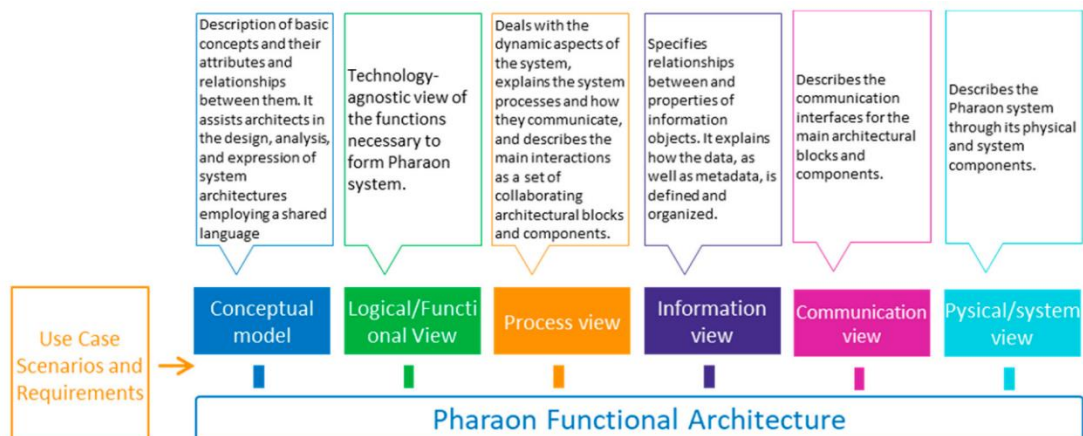 Description of basic
concepts and their
attributes and
relationships
between them. It
assists architects in
the design, analysis,
and expression of
system
architectures
employing a shared
language
Technology-
agnostic view of
the functions
necessary to
form Pharaon
system.
Deals with the
dynamic aspects of
the system,
explains the system
processes and how
they communicate,
and describes the
main interactions
as a set of
collaborating
architectural blocks
and components.
Specifies
relationships
between and
properties of
information
objects. It explains
how the data, as
well as metadata, is
defined and
organized.
Describes the
communication
interfaces for the
main architectural
blocks and
components.
Describes the
Pharaon system
through its physical
and system
components.
Use Case
Scenarios and
Requirements
Conceptual
model
Logical/Functi
onal View
Process view
Information
view
Communication
view
Pysical/system
view
Pharaon Functional Architecture